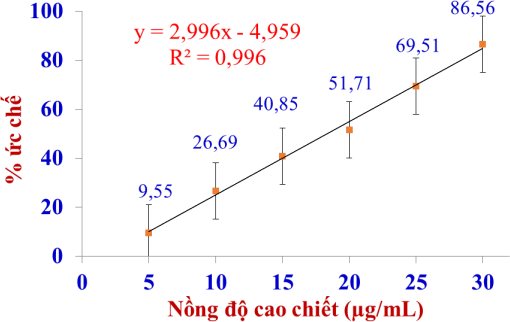 100
80
60
40
20
0
% ức chế
y = 2,996x - 4,959
R² = 0,996
9,55
26,69
40,85
51,71
69,51
86,56
0 5 10 15 20 25 30
Nồng độ cao chiết (µg/mL)